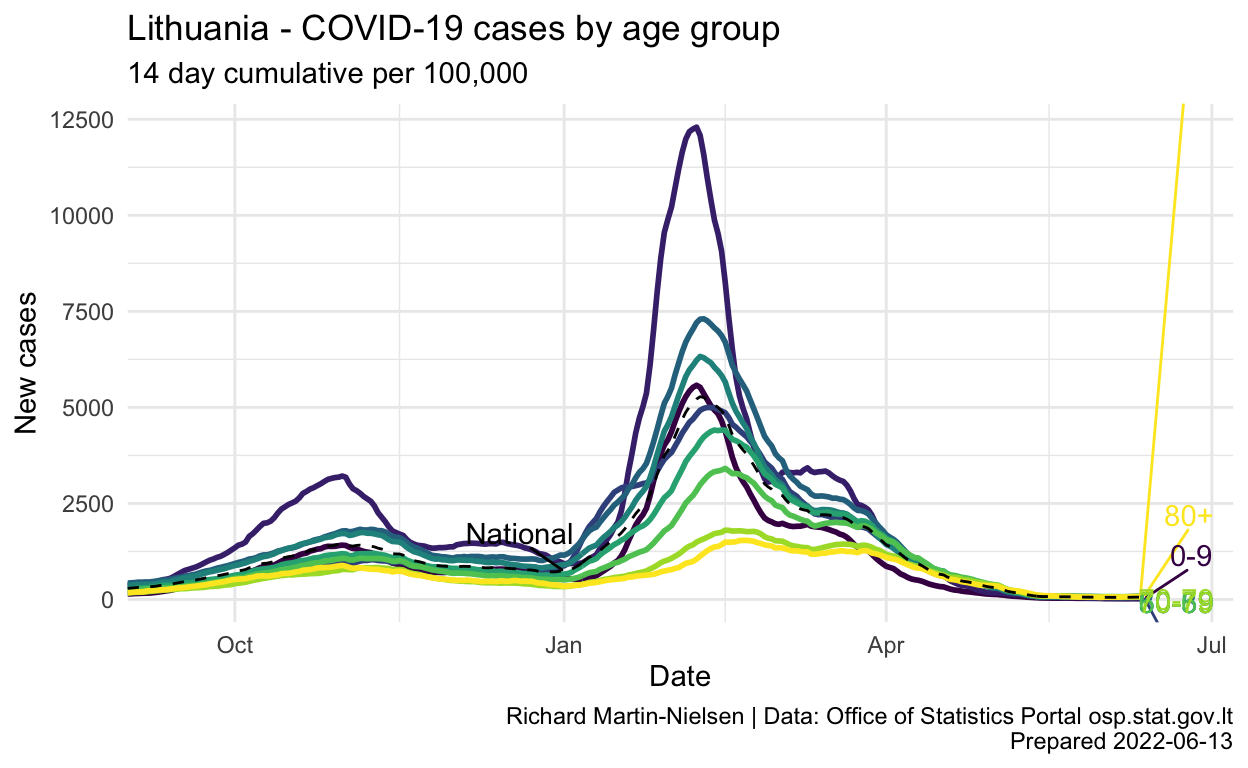 Lithuania - COVID-19 cases by age group
14 day cumulative per 100,000
12500
10000
7500
5000
2500
0
New cases
National
80+
0-9
70-79
Oct
Jan
Apr
Jul
Date
Richard Martin-Nielsen | Data: Office of Statistics Portal osp.stat.gov.lt
Prepared 2022-06-13